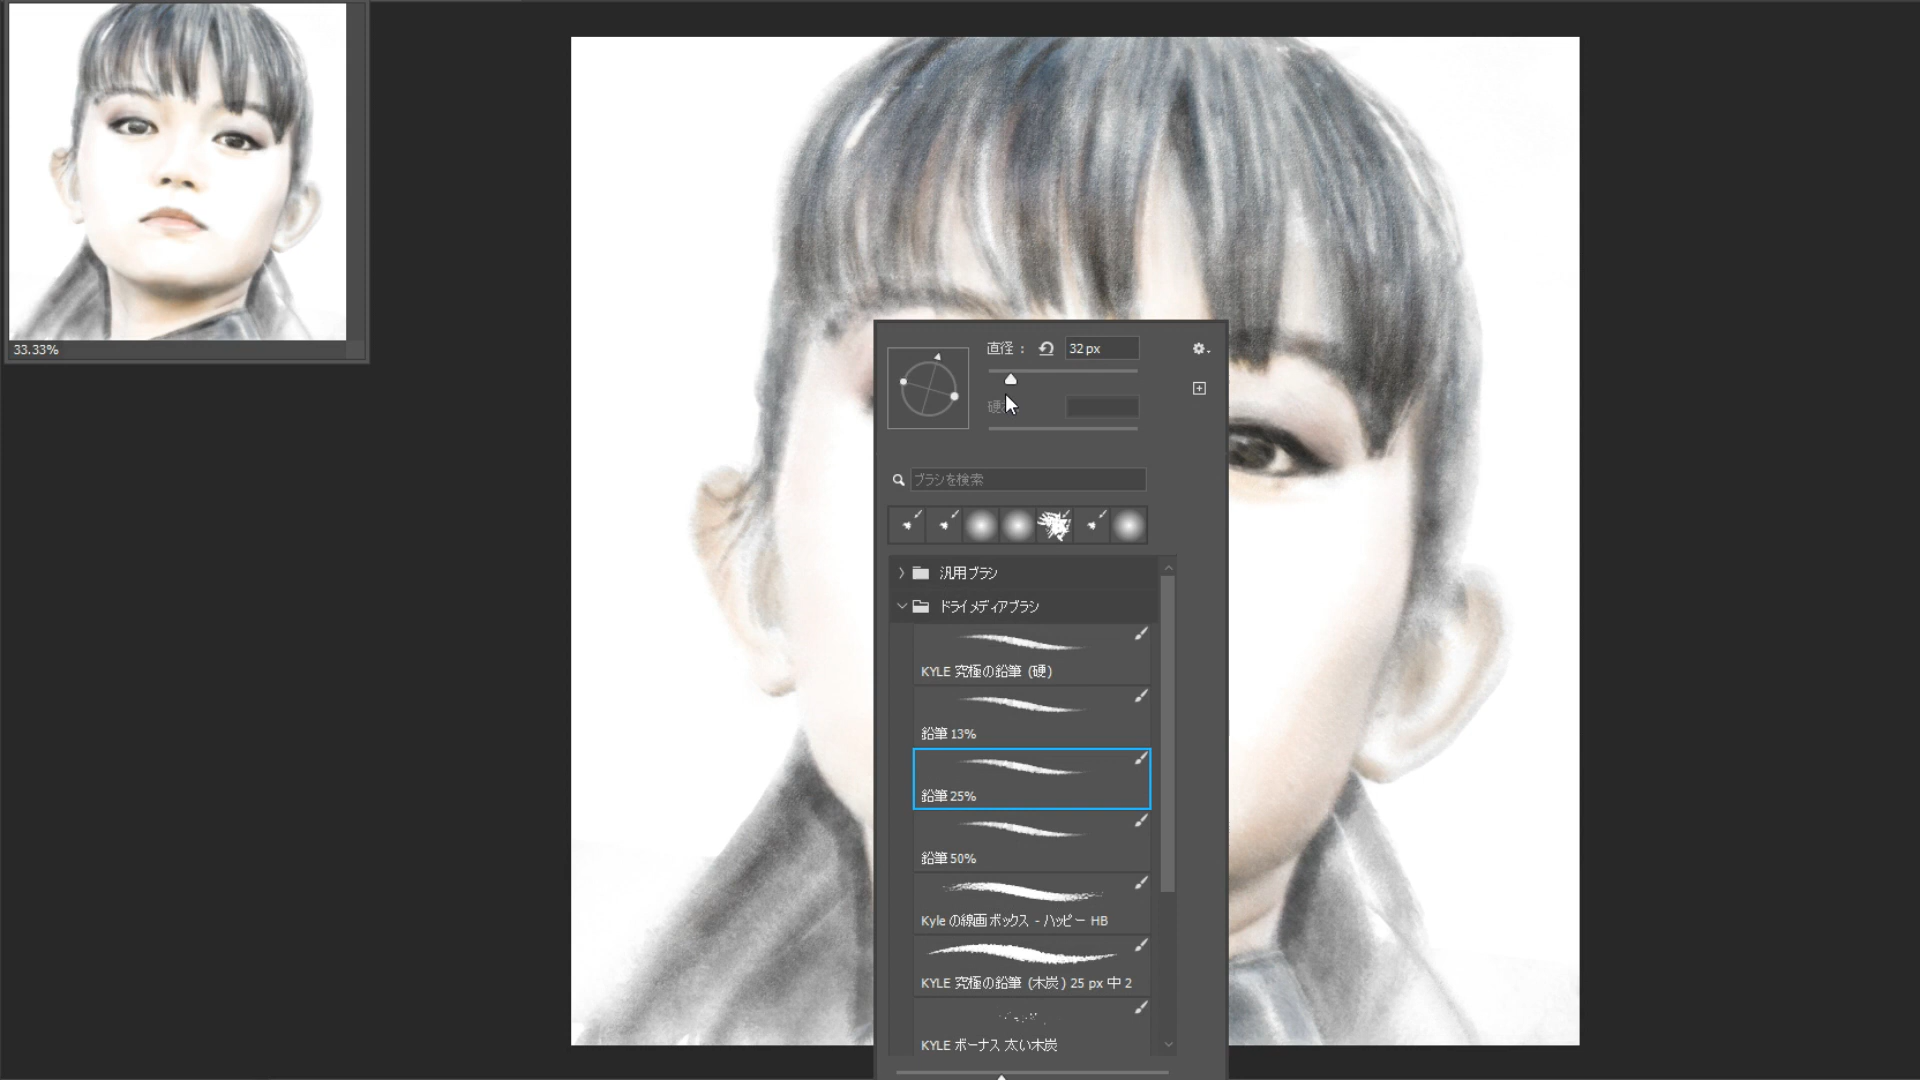 33.33%
直径：
32 px
ブラシを検索
汎用ブラシ
ドライメディアブラシ
KYLE 究極の鉛筆 (硬)
鉛筆 13%
鉛筆 25%
鉛筆 50%
Kyle の線画ボックス - ハッピー HB
KYLE 究極の鉛筆 (木炭) 25 px 中 2
KYLE ボーナス 太い木炭